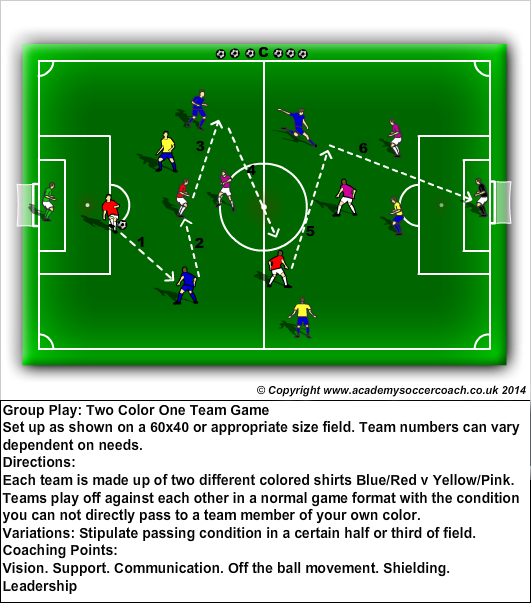 C
3
6
4
1
2
5
© Copyright www.academysoccercoach.co.uk 2014
Group Play: Two Color One Team Game
Set up as shown on a 60x40 or appropriate size field. Team numbers can vary
dependent on needs.
Directions:
Each team is made up of two different colored shirts Blue/Red v Yellow/Pink.
Teams play off against each other in a normal game format with the condition
you can not directly pass to a team member of your own color.
Variations: Stipulate passing condition in a certain half or third of field.
Coaching Points:
Vision. Support. Communication. Off the ball movement. Shielding.
Leadership